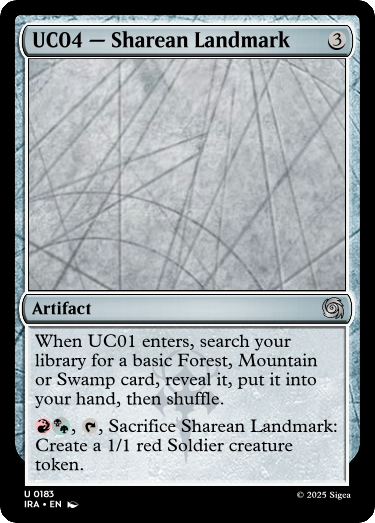 UC04 — Sharean Landmark 3
Artifact
When UC01 enters, search your
library for a basic Forest, Mountain
or Swamp card, reveal it, put it into
your hand, then shuffle.
, , Sacrifice Sharean Landmark:
Create a 1/1 red Soldier creature
token.
U 0183
IRA • EN
© 2025 Sigea